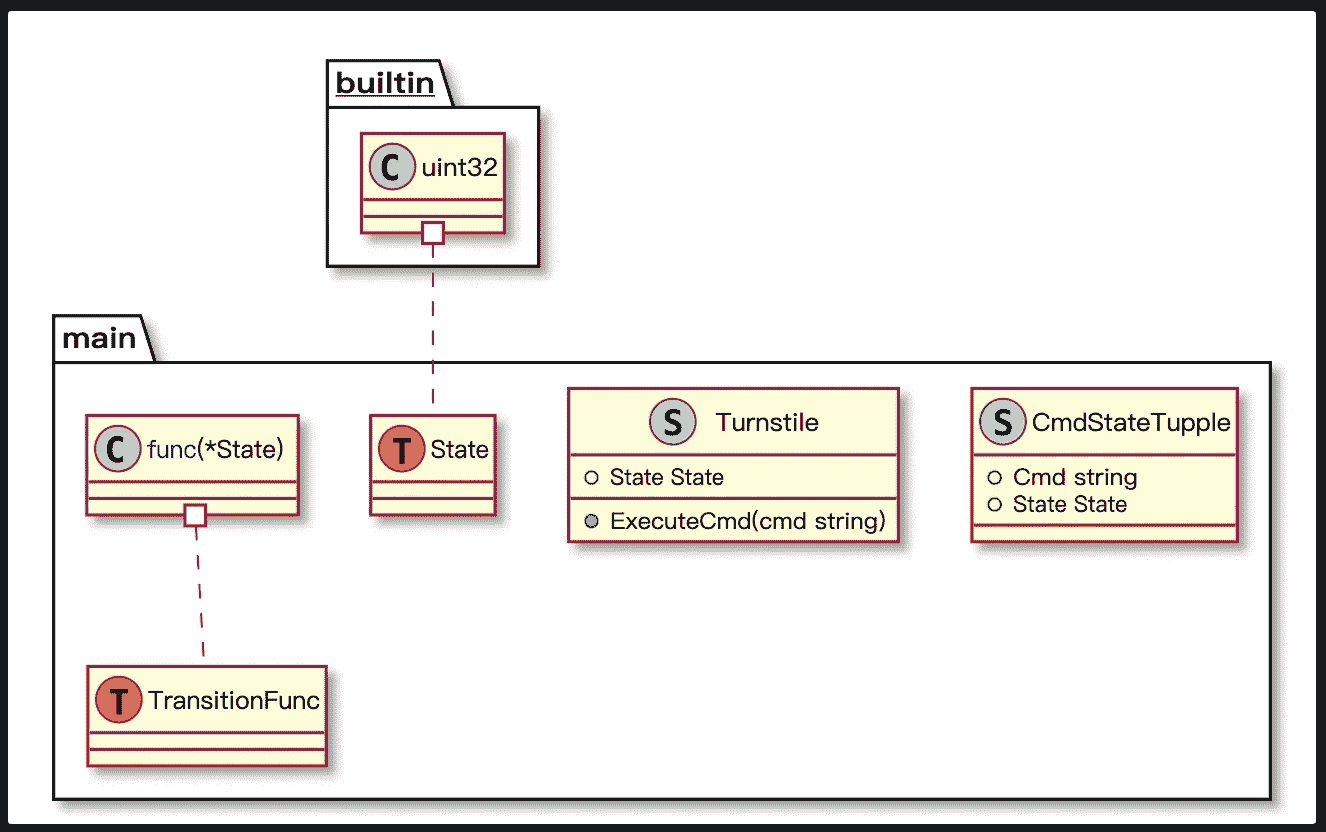 builtin
C uint32
main
C func(*State)
T State
S Turnstile
State State
ExecuteCmd(cmd string)
S CmdStateTupple
Cmd string
State State
T TransitionFunc